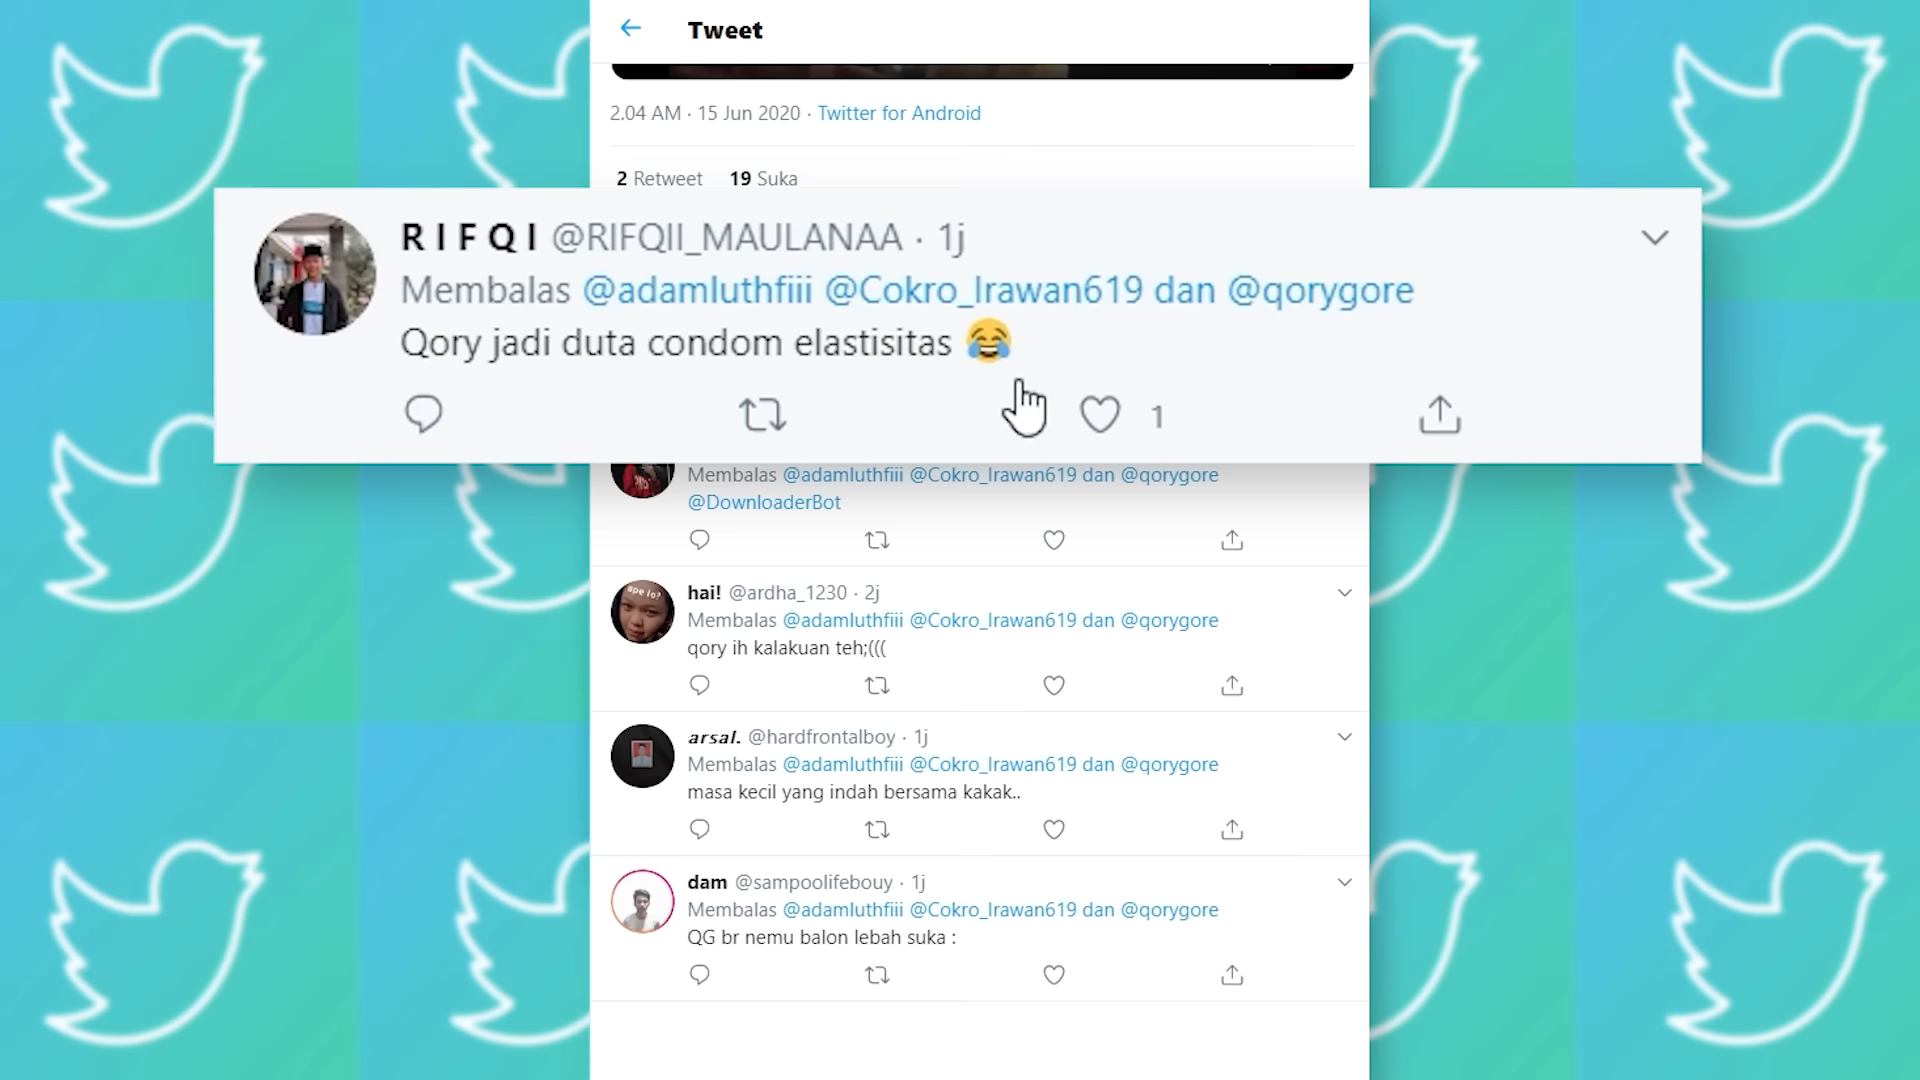 Tweet
2.04 AM · 15 Jun 2020 · Twitter for Android
2 Retweet 19 Suka
R I F Q I @RIFQII_MAULANAA · 1j
Membalas @adamluthfiii @Cokro_Irawan619 dan @qorygore
Qory jadi duta condom elastisitas 😂
1
Membalas @adamluthfiii @Cokro_Irawan619 dan @qorygore
@DownloaderBot
ape lo?
hai! @ardha_1230 · 2j
Membalas @adamluthfiii @Cokro_Irawan619 dan @qorygore
qory ih kalakuan teh;(((
arsal. @hardfrontalboy · 1j
Membalas @adamluthfiii @Cokro_Irawan619 dan @qorygore
masa kecil yang indah bersama kakak..
dam @sampoolifebouy · 1j
Membalas @adamluthfiii @Cokro_Irawan619 dan @qorygore
QG br nemu balon lebah suka :